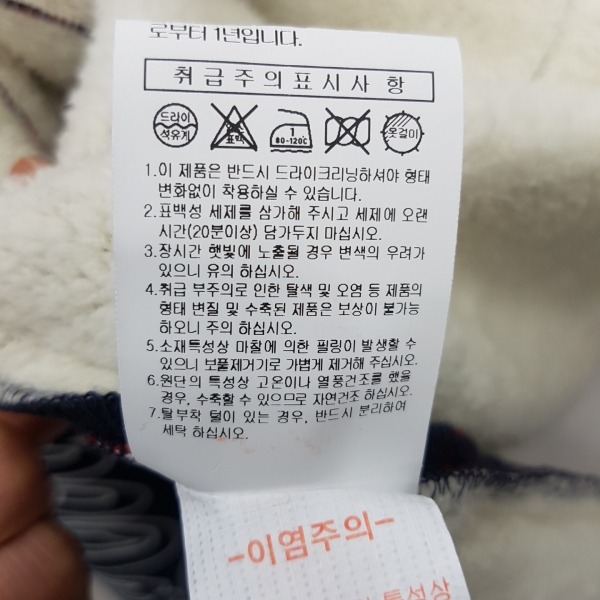 로부터 1년입니다.
취급주의표시사항
드라이
석유계
표백
1
80-120℃
옷걸이
1.이 제품은 반드시 드라이크리닝하셔야 형태
변화없이 착용하실 수 있습니다.
2.표백성 세제를 삼가해 주시고 세제에 오랜
시간(20분이상) 담가두지 마십시오.
3.장시간 햇빛에 노출될 경우 변색의 우려가
있으니 유의 하십시오.
4.취급 부주의로 인한 탈색 및 오염 등 제품의
형태 변질 및 수축된 제품은 보상이 불가능
하오니 주의 하십시오.
5.소재특성상 마찰에 의한 필링이 발생할 수
있으니 보풀제거기로 가볍게 제거해 주십시오.
6.원단의 특성상 고온이나 열풍건조를 했을
경우, 수축할 수 있으므로 자연건조 하십시오.
7.탈부착 털이 있는 경우, 반드시 분리하여
세탁 하십시오.
-이염주의-
특성상